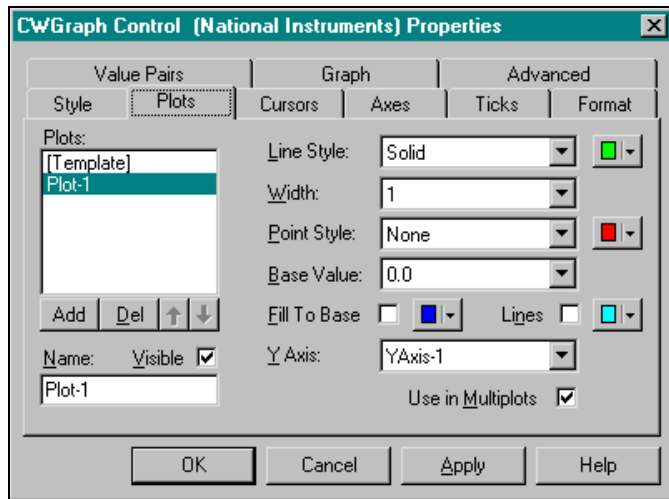 CWGraph Control (National Instruments) Properties
Value Pairs Graph Advanced
Style Plots Cursors Axes Ticks Format
Plots:
[Template]
Plot-1
Add Del
Name: Visible
Plot-1
Line Style: Solid
Width: 1
Point Style: None
Base Value: 0.0
Fill To Base Lines
Y Axis: YAxis-1
Use in Multiplots
OK Cancel Apply Help